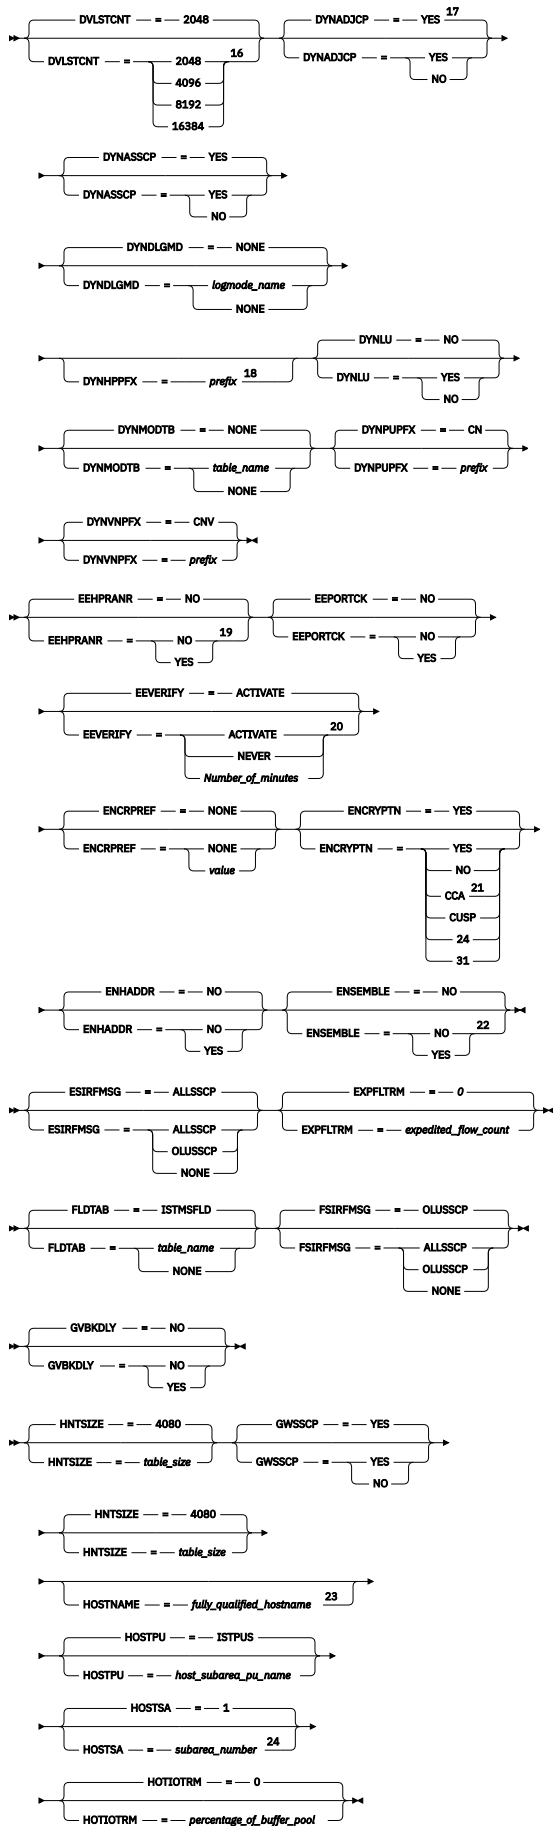 DVLSTCNT = 2048 DYNADJCP = YES 17
DVLSTCNT = 2048 16 DYNADJCP = YES
4096 NO
8192
16384
DYNASSCP = YES
DYNASSCP = YES
NO
DYNDLGMD = NONE
DYNDLGMD = logmode_name
NONE
DYNLU = NO
DYNHPPFX = prefix 18 DYNLU = YES
NO
DYNMODTB = NONE DYNPUPFX = CN
DYNMODTB = table_name DYNPUPFX = prefix
NONE
DYNVNPFX = CNV
DYNVNPFX = prefix
EEHPRANR = NO EEPORTCK = NO
EEHPRANR = NO 19 EEPORTCK = NO
YES YES
EEVERIFY = ACTIVATE
EEVERIFY = ACTIVATE 20
NEVER
Number_of_minutes
ENCRPREF = NONE ENCRYPTN = YES
ENCRPREF = NONE ENCRYPTN = YES
value NO
CCA 21
CUSP
24
31
ENHADDR = NO ENSEMBLE = NO
ENHADDR = NO ENSEMBLE = NO 22
YES YES
ESIRFMSG = ALLSSCP EXPFLTRM = 0
ESIRFMSG = ALLSSCP EXPFLTRM = expedited_flow_count
OLUSSCP
NONE
FLDTAB = ISTMSFLD FSIRFMSG = OLUSSCP
FLDTAB = table_name FSIRFMSG = ALLSSCP
NONE OLUSSCP
NONE
GVBKDLY = NO
GVBKDLY = NO
YES
HNTSIZE = 4080 GWSSCP = YES
HNTSIZE = table_size GWSSCP = YES
NO
HNTSIZE = 4080
HNTSIZE = table_size
HOSTNAME = fully_qualified_hostname 23
HOSTPU = ISTPUS
HOSTPU = host_subarea_pu_name
HOSTSA = 1
HOSTSA = subarea_number 24
HOTIOTRM = 0
HOTIOTRM = percentage_of_buffer_pool